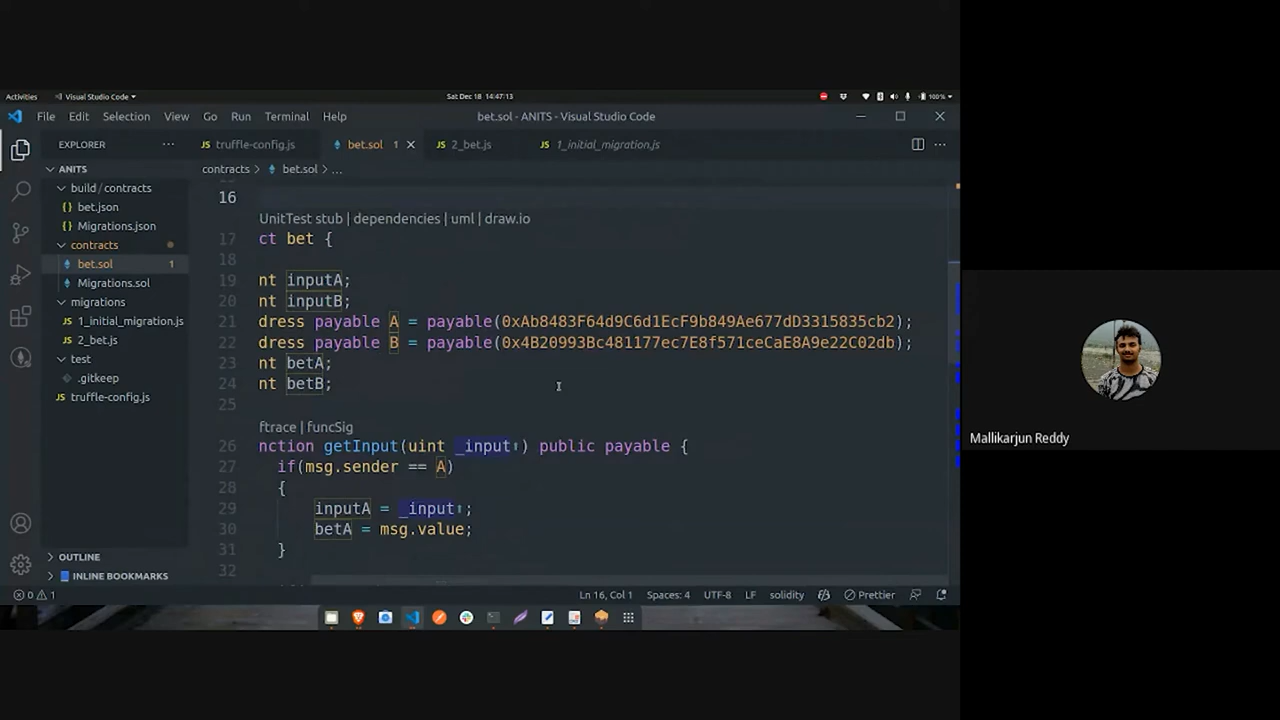 Activities
Visual Studio Code
Sat Dec 18 14:47:13
100%
File Edit Selection View Go Run Terminal Help
bet.sol - ANITS - Visual Studio Code
EXPLORER
truffle-config.js
bet.sol 1
2_bet.js
1_initial_migration.js
ANITS
build / contracts
bet.json
Migrations.json
contracts
bet.sol 1
Migrations.sol
migrations
1_initial_migration.js
2_bet.js
test
.gitkeep
truffle-config.js
OUTLINE
INLINE BOOKMARKS
contracts > bet.sol > ...
16
UnitTest stub | dependencies | uml | draw.io
17 ct bet {
18
19 nt inputA;
20 nt inputB;
21 dress payable A = payable(0xAb8483F64d9C6d1EcF9b849Ae677dD3315835cb2);
22 dress payable B = payable(0x4B20993Bc481177ec7E8f571ceCaE8A9e22C02db);
23 nt betA;
24 nt betB;
25
ftrace | funcSig
26 nction getInput(uint _input↑) public payable {
27 if(msg.sender == A)
28 {
29 inputA = _input↑;
30 betA = msg.value;
31 }
32
0 1
Ln 16, Col 1
Spaces: 4
UTF-8
LF
solidity
Prettier
Mallikarjun Reddy